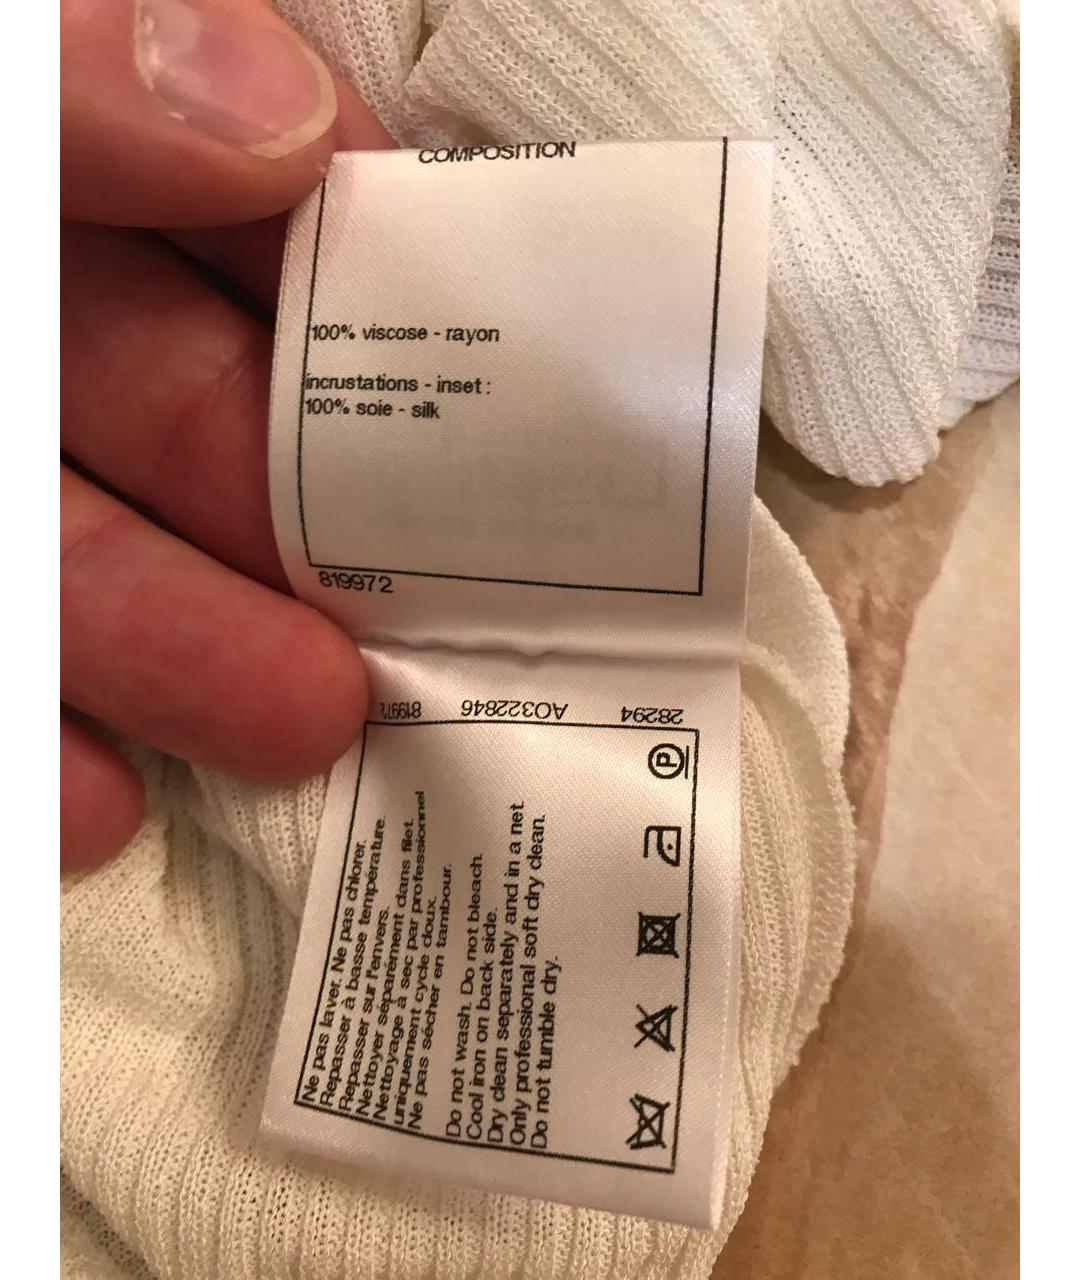 COMPOSITION
100% viscose - rayon
incrustations - inset :
100% soie - silk
819972
819972 AO322846 28294
Ne pas laver. Ne pas chlorer.
Repasser à basse température.
Repasser sur l'envers.
Nettoyer séparément dans filet.
Nettoyage à sec par professionnel
uniquement cycle doux.
Ne pas sécher en tambour.
Do not wash. Do not bleach.
Cool iron on back side.
Dry clean separately and in a net
Only professional soft dry clean.
Do not tumble dry.
P